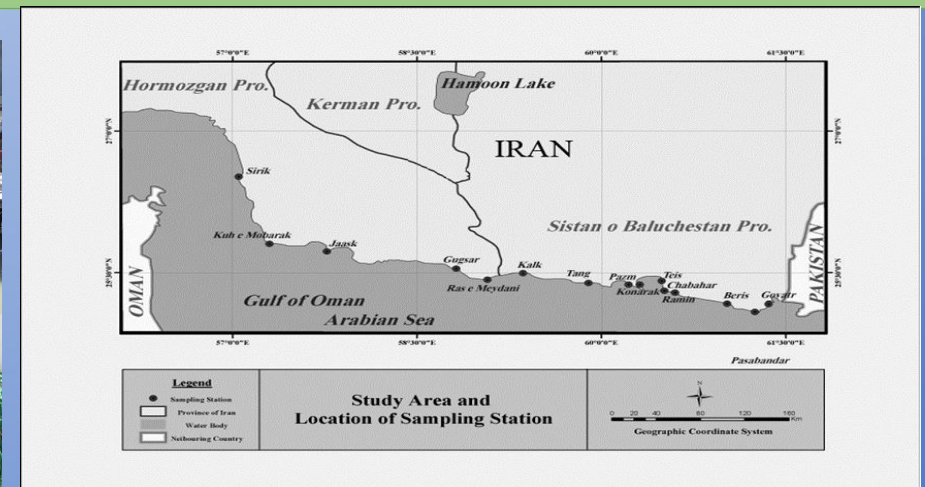 57°0'0"E 58°30'0"E 60°0'0"E 61°30'0"E
Hormozgan Pro.
Kerman Pro.
Hamoon Lake
27°0'0"N 27°0'0"N
IRAN
Sirik
Sistan o Baluchestan Pro.
Kuh e Mobarak
Jaask
Gugsar
Ras e Meydani
Kalk
Tang
Pazm
Konarak
Teis
Chabahar
Ramin
Beris
Govatr
25°30'0"N 25°30'0"N
OMAN
PAKISTAN
Gulf of Oman
Arabian Sea
57°0'0"E 58°30'0"E 60°0'0"E 61°30'0"E
Pasabandar
Legend
Sampling Station
Province of Iran
Water Body
Neibouring Country
Study Area and
Location of Sampling Station
N
0 20 40 80 120 160
Km
Geographic Coordinate System